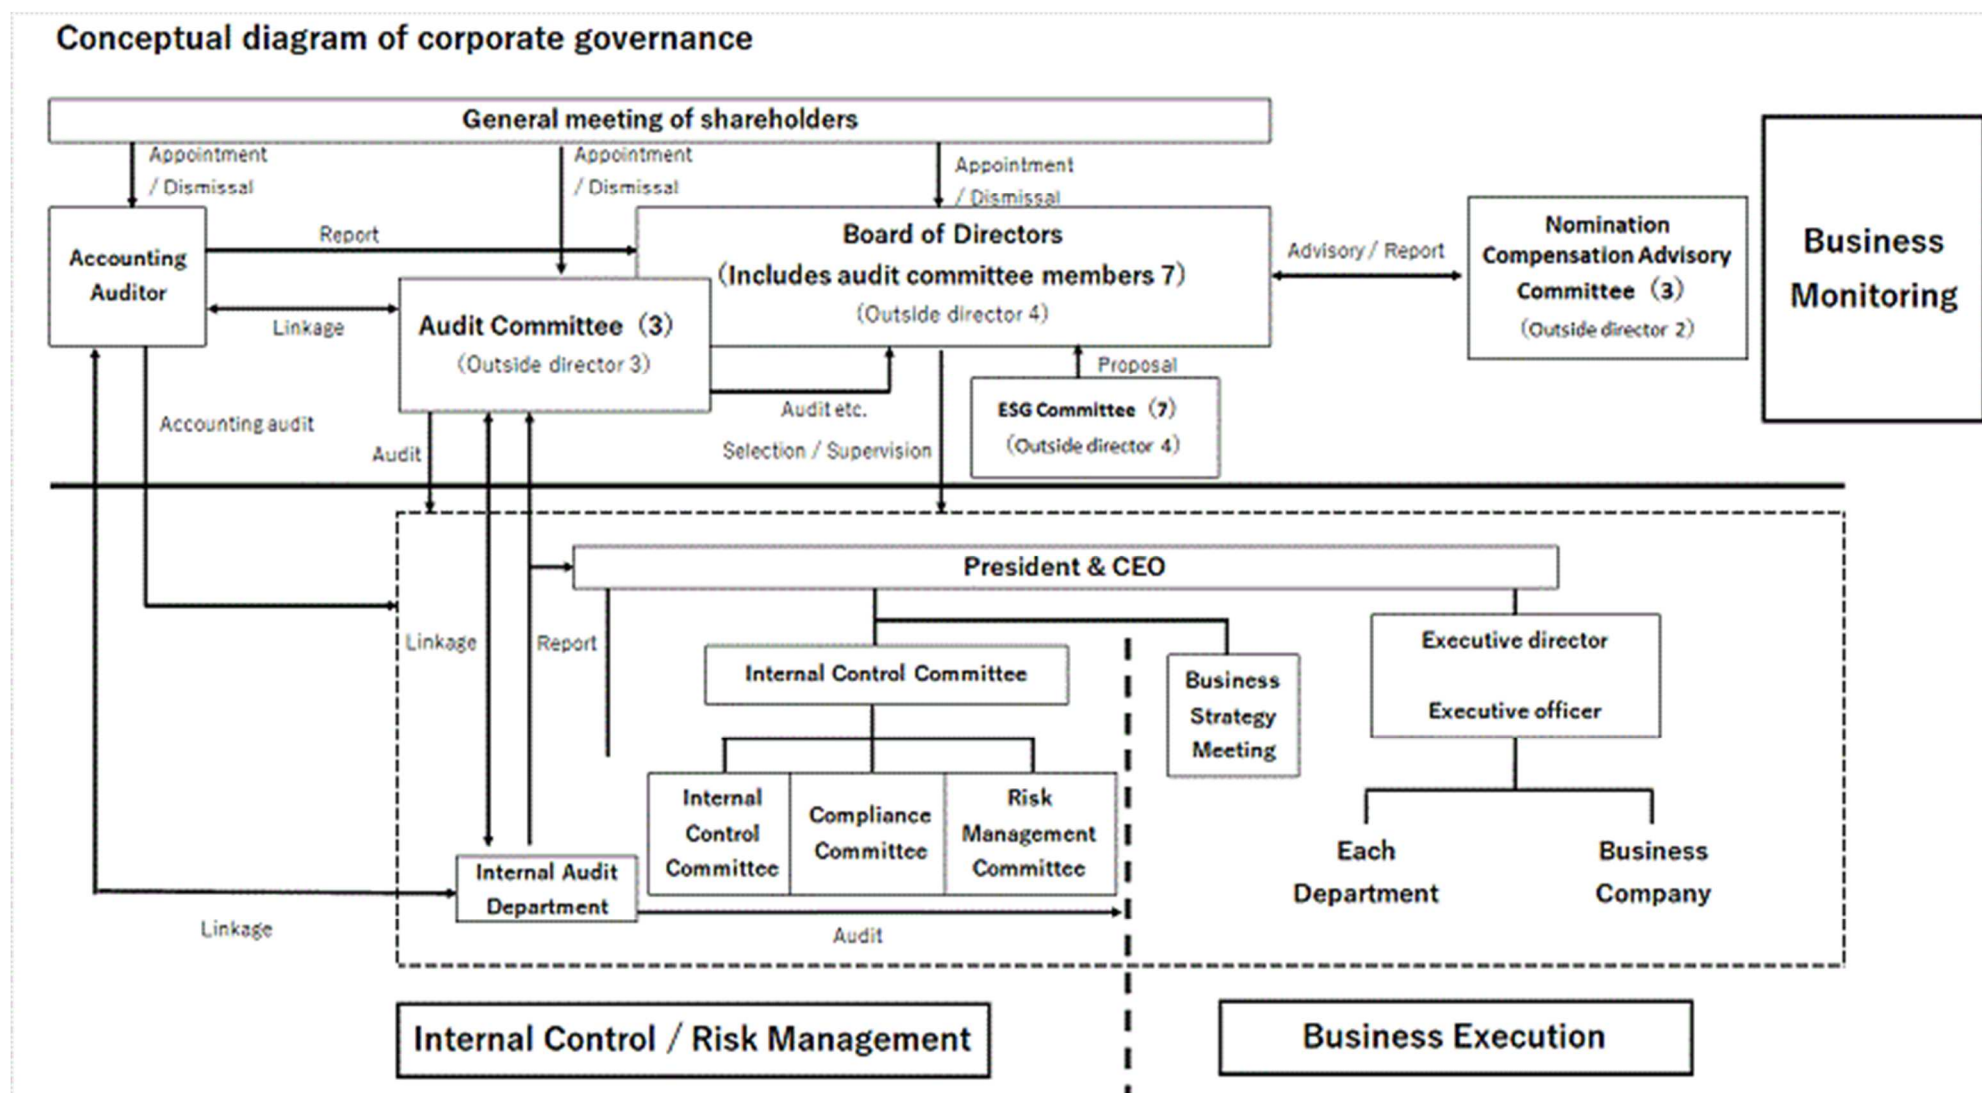 Conceptual diagram of corporate governance
General meeting of shareholders
Appointment
/ Dismissal
Appointment
/ Dismissal
Appointment
/ Dismissal
Accounting
Auditor
Report
Linkage
Board of Directors
(Includes audit committee members 7)
(Outside director 4)
Audit Committee (3)
(Outside director 3)
Advisory / Report
Nomination
Compensation Advisory
Committee (3)
(Outside director 2)
Business
Monitoring
Accounting audit
Audit
Audit etc.
Selection / Supervision
Proposal
ESG Committee (7)
(Outside director 4)
President & CEO
Linkage
Report
Internal Control Committee
Business
Strategy
Meeting
Executive director
Executive officer
Internal
Control
Committee
Compliance
Committee
Risk
Management
Committee
Each
Department
Business
Company
Internal Audit
Department
Linkage
Audit
Internal Control / Risk Management
Business Execution